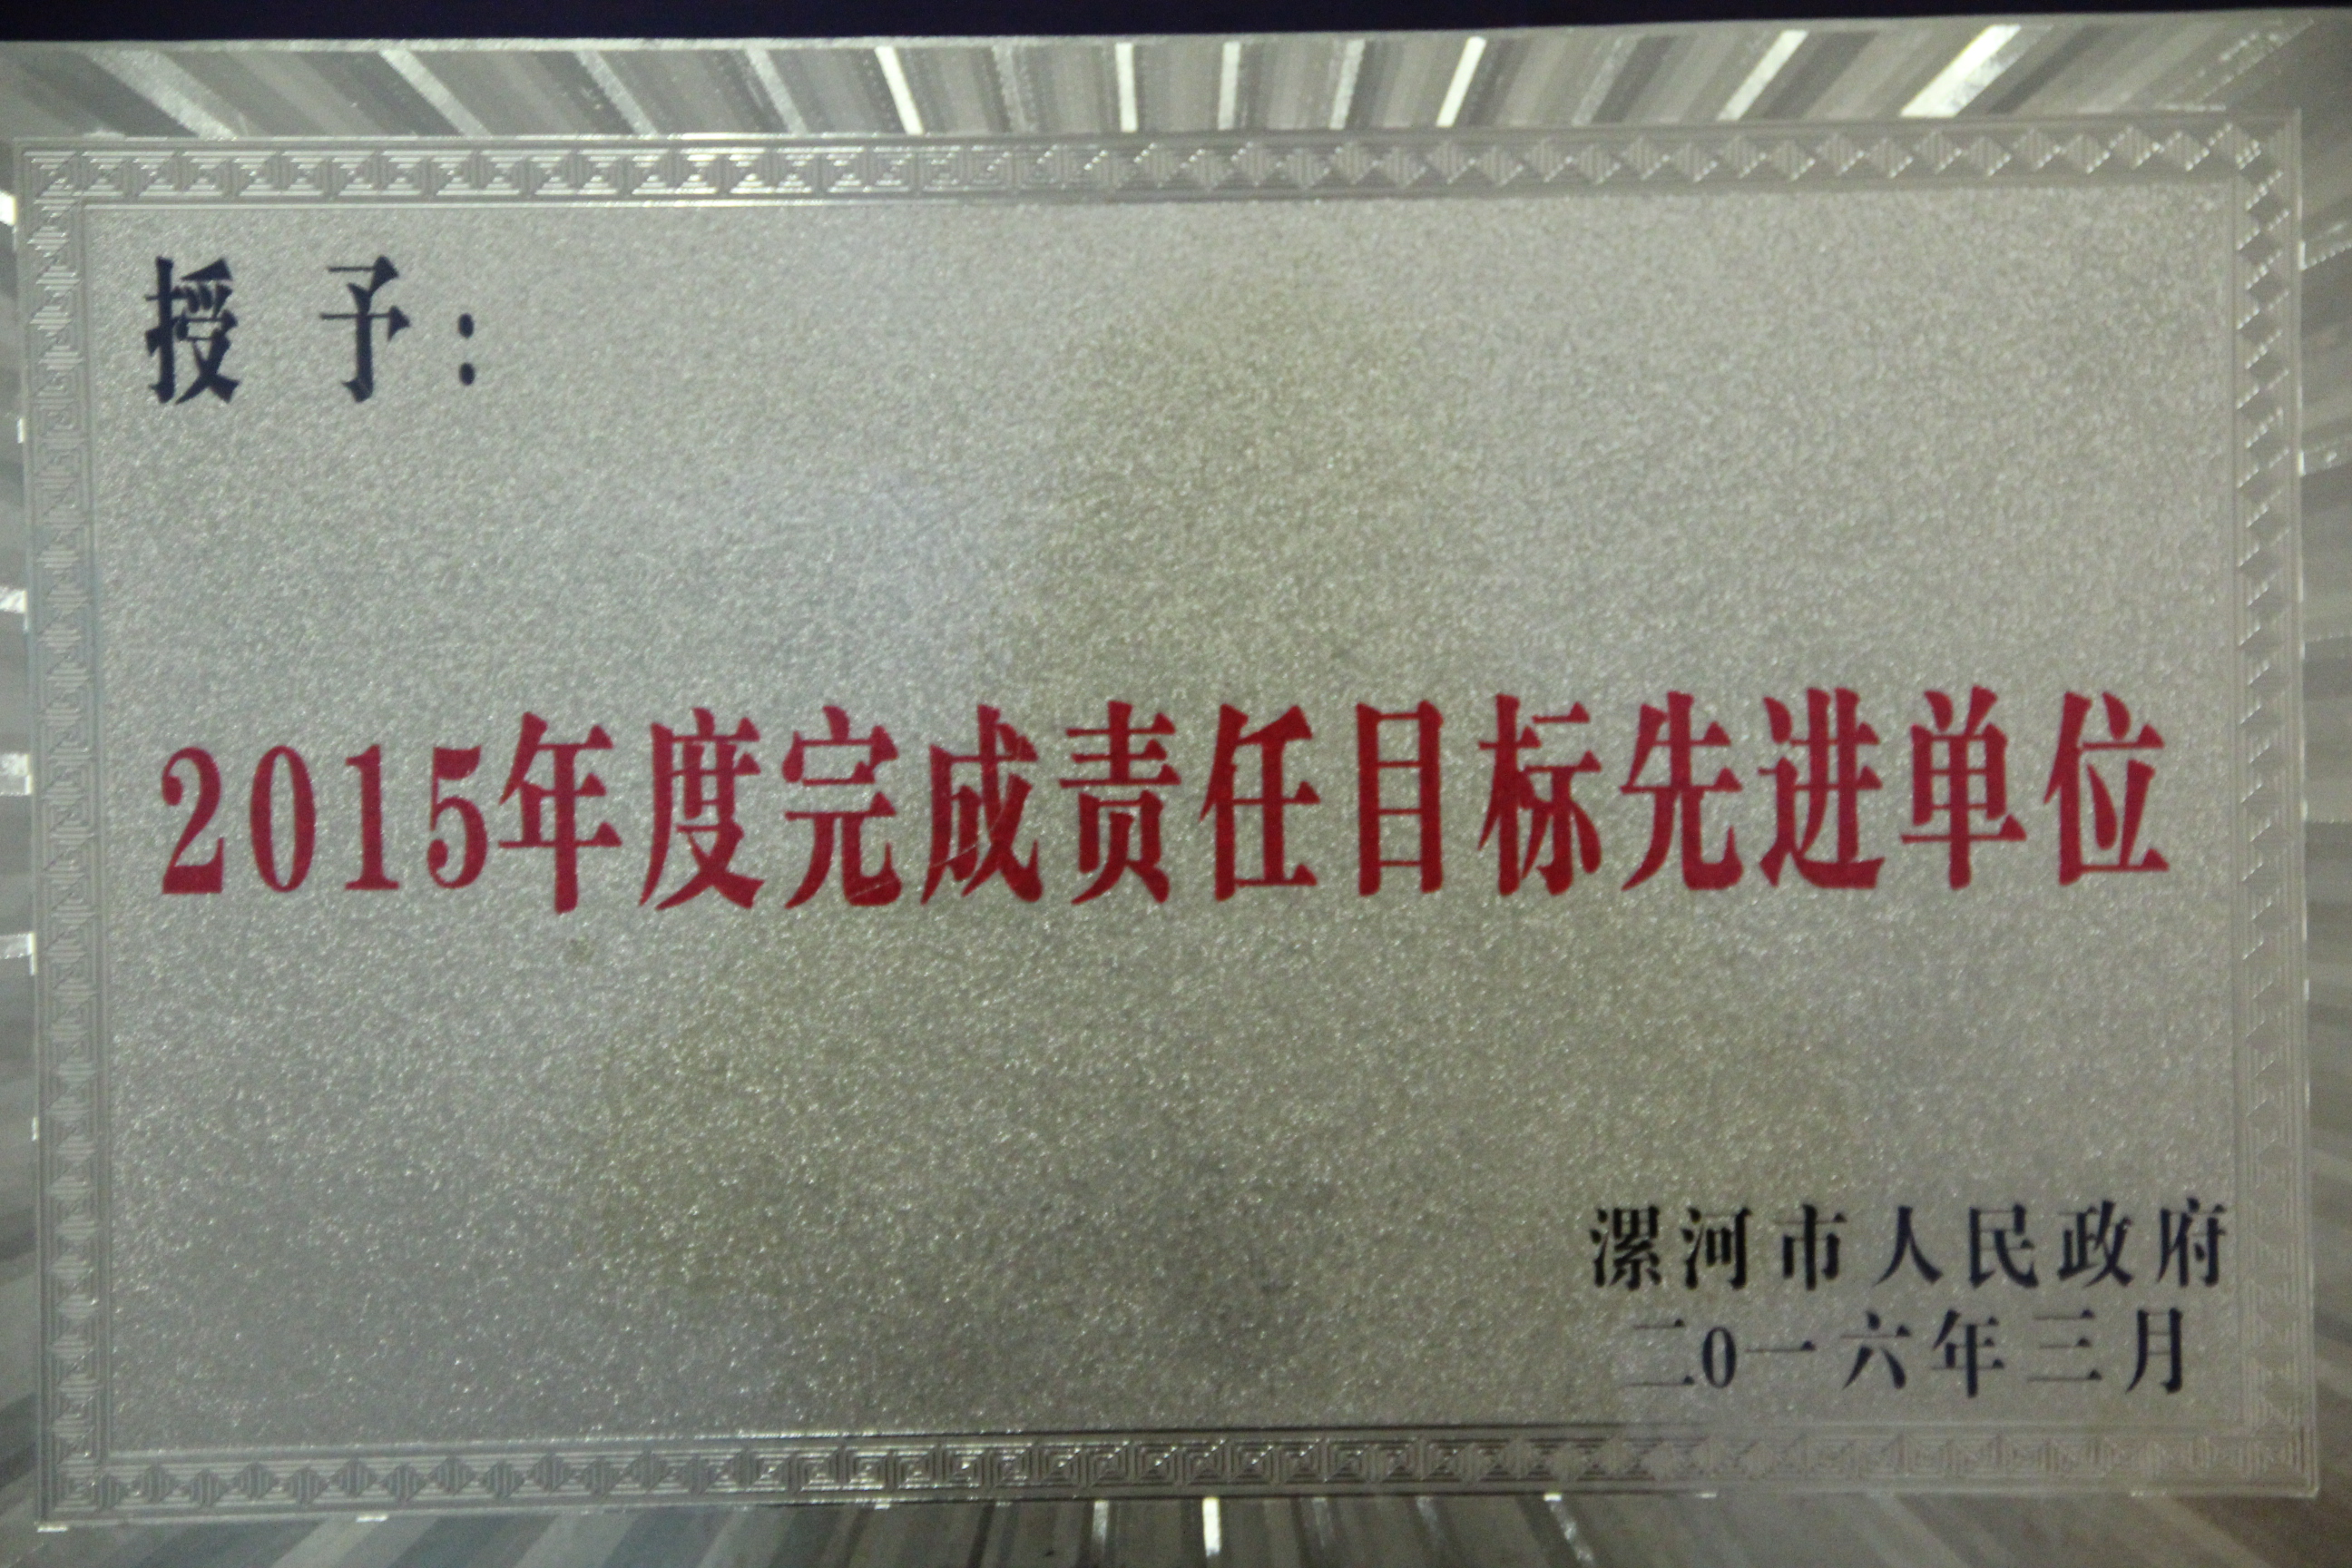 授予:
2015年度完成责任目标先进单位
漯河市人民政府
二0一六年三月